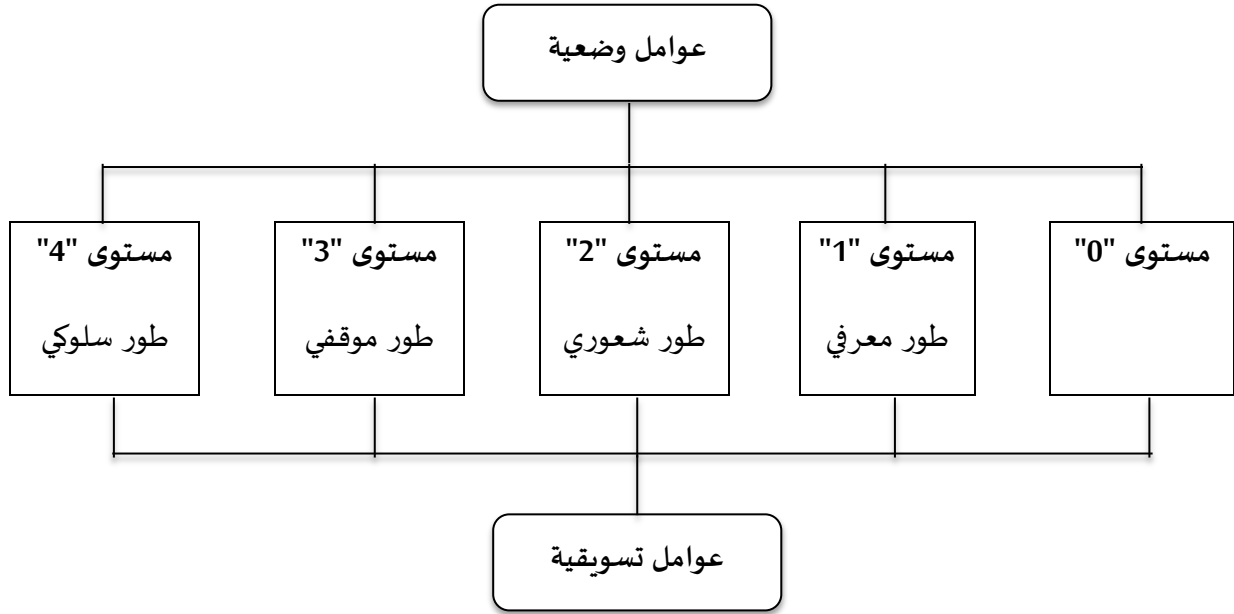 عوامل وضعية
مستوى "0"
مستوى "1"
طور معرفي
مستوى "2"
طور شعوري
مستوى "3"
طور موقفي
مستوى "4"
طور سلوكي
عوامل تسويقية